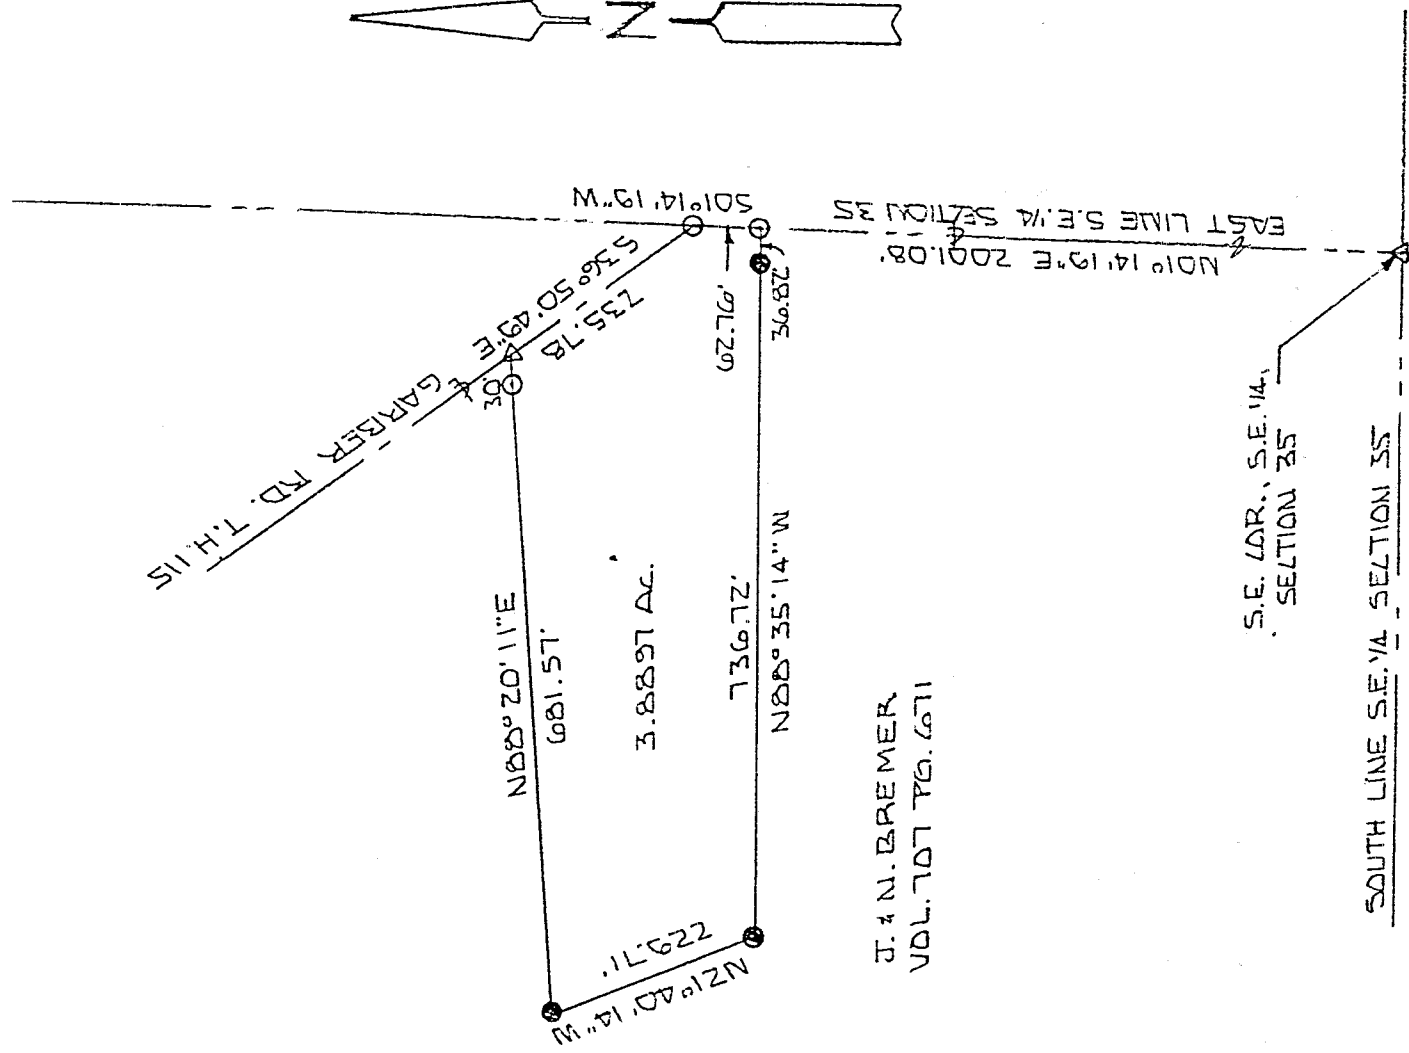 N
S01°14'19"W
EAST LINE S.E. 1/4 SECTION 35
N01°14'19"E 2001.08'
S36°50'49"E
235.78
GARBER RD. T.H. 115
30.'
62.76'
36.82'
N88°20'11"E
681.57'
3.8897 AC.
736.72'
N88°35'14"W
229.71'
N21°40'14"W
J. & N. BREMER
VOL. 707 PG. 671
S.E. COR., S.E. 1/4,
SECTION 35
SOUTH LINE S.E. 1/4 SECTION 35